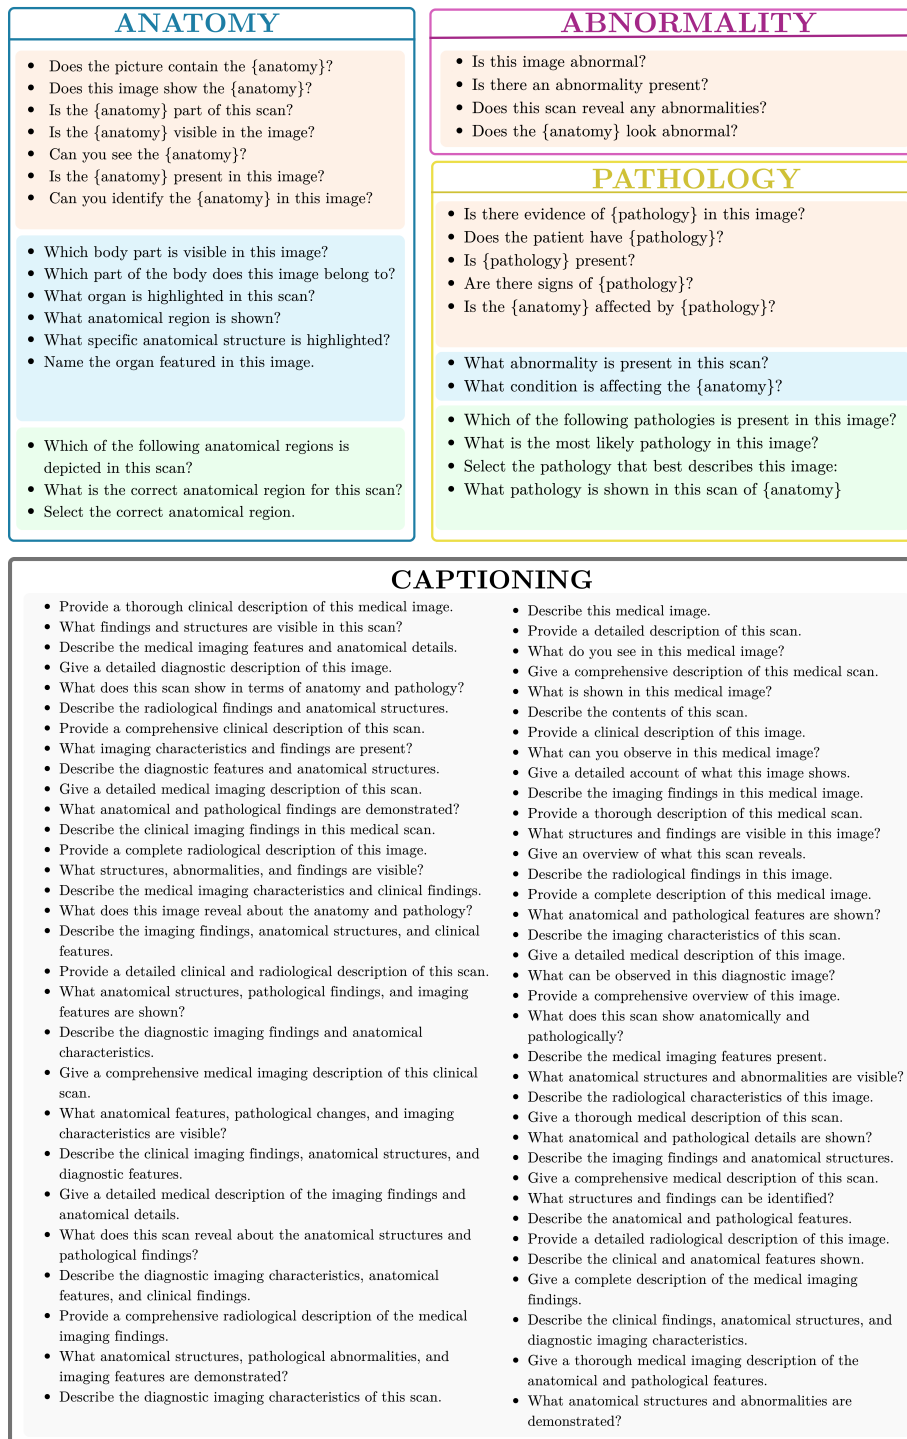 ANATOMY
• Does the picture contain the {anatomy}?
• Does this image show the {anatomy}?
• Is the {anatomy} part of this scan?
• Is the {anatomy} visible in the image?
• Can you see the {anatomy}?
• Is the {anatomy} present in this image?
• Can you identify the {anatomy} in this image?
• Which body part is visible in this image?
• Which part of the body does this image belong to?
• What organ is highlighted in this scan?
• What anatomical region is shown?
• What specific anatomical structure is highlighted?
• Name the organ featured in this image.
• Which of the following anatomical regions is
depicted in this scan?
• What is the correct anatomical region for this scan?
• Select the correct anatomical region.
ABNORMALITY
• Is this image abnormal?
• Is there an abnormality present?
• Does this scan reveal any abnormalities?
• Does the {anatomy} look abnormal?
PATHOLOGY
• Is there evidence of {pathology} in this image?
• Does the patient have {pathology}?
• Is {pathology} present?
• Are there signs of {pathology}?
• Is the {anatomy} affected by {pathology}?
• What abnormality is present in this scan?
• What condition is affecting the {anatomy}?
• Which of the following pathologies is present in this image?
• What is the most likely pathology in this image?
• Select the pathology that best describes this image:
• What pathology is shown in this scan of {anatomy}
CAPTIONING
• Provide a thorough clinical description of this medical image.
• What findings and structures are visible in this scan?
• Describe the medical imaging features and anatomical details.
• Give a detailed diagnostic description of this image.
• What does this scan show in terms of anatomy and pathology?
• Describe the radiological findings and anatomical structures.
• Provide a comprehensive clinical description of this scan.
• What imaging characteristics and findings are present?
• Describe the diagnostic features and anatomical structures.
• Give a detailed medical imaging description of this scan.
• What anatomical and pathological findings are demonstrated?
• Describe the clinical imaging findings in this medical scan.
• Provide a complete radiological description of this image.
• What structures, abnormalities, and findings are visible?
• Describe the medical imaging characteristics and clinical findings.
• What does this image reveal about the anatomy and pathology?
• Describe the imaging findings, anatomical structures, and clinical
features.
• Provide a detailed clinical and radiological description of this scan.
• What anatomical structures, pathological findings, and imaging
features are shown?
• Describe the diagnostic imaging findings and anatomical
characteristics.
• Give a comprehensive medical imaging description of this clinical
scan.
• What anatomical features, pathological changes, and imaging
characteristics are visible?
• Describe the clinical imaging findings, anatomical structures, and
diagnostic features.
• Give a detailed medical description of the imaging findings and
anatomical details.
• What does this scan reveal about the anatomical structures and
pathological findings?
• Describe the diagnostic imaging characteristics, anatomical
features, and clinical findings.
• Provide a comprehensive radiological description of the medical
imaging findings.
• What anatomical structures, pathological abnormalities, and
imaging features are demonstrated?
• Describe the diagnostic imaging characteristics of this scan.
• Describe this medical image.
• Provide a detailed description of this scan.
• What do you see in this medical image?
• Give a comprehensive description of this medical scan.
• What is shown in this medical image?
• Describe the contents of this scan.
• Provide a clinical description of this image.
• What can you observe in this medical image?
• Give a detailed account of what this image shows.
• Describe the imaging findings in this medical image.
• Provide a thorough description of this medical scan.
• What structures and findings are visible in this image?
• Give an overview of what this scan reveals.
• Describe the radiological findings in this image.
• Provide a complete description of this medical image.
• What anatomical and pathological features are shown?
• Describe the imaging characteristics of this scan.
• Give a detailed medical description of this image.
• What can be observed in this diagnostic image?
• Provide a comprehensive overview of this image.
• What does this scan show anatomically and
pathologically?
• Describe the medical imaging features present.
• What anatomical structures and abnormalities are visible?
• Describe the radiological characteristics of this image.
• Give a thorough medical description of this scan.
• What anatomical and pathological details are shown?
• Describe the imaging findings and anatomical structures.
• Give a comprehensive medical description of this scan.
• What structures and findings can be identified?
• Describe the anatomical and pathological features.
• Provide a detailed radiological description of this image.
• Describe the clinical and anatomical features shown.
• Give a complete description of the medical imaging
findings.
• Describe the clinical findings, anatomical structures, and
diagnostic imaging characteristics.
• Give a thorough medical imaging description of the
anatomical and pathological features.
• What anatomical structures and abnormalities are
demonstrated?